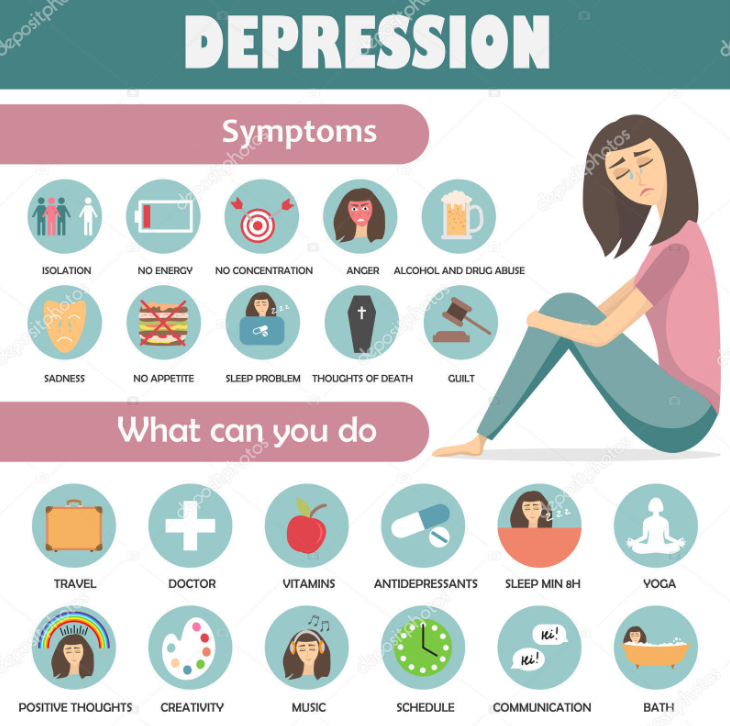 DEPRESSION
Symptoms
ISOLATION
NO ENERGY
NO CONCENTRATION
ANGER
ALCOHOL AND DRUG ABUSE
SADNESS
NO APPETITE
SLEEP PROBLEM
THOUGHTS OF DEATH
GUILT
What can you do
TRAVEL
DOCTOR
VITAMINS
ANTIDEPRESSANTS
SLEEP MIN 8H
YOGA
POSITIVE THOUGHTS
CREATIVITY
MUSIC
SCHEDULE
Hi!
Hi!
COMMUNICATION
BATH
depositphotos